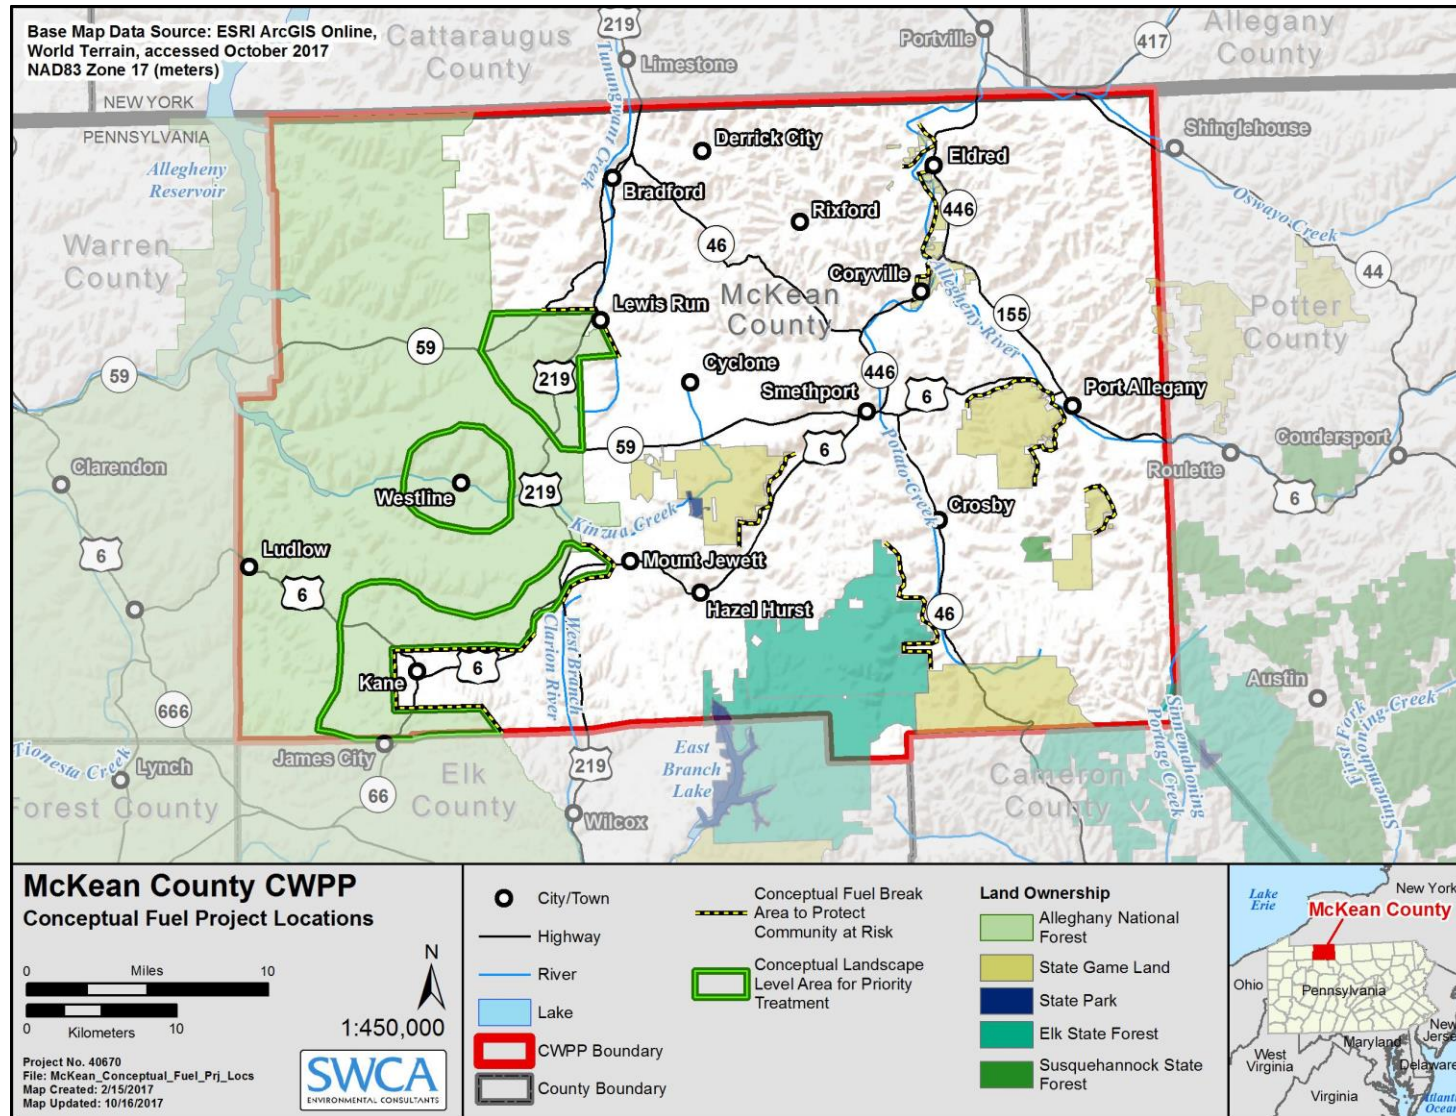 Base Map Data Source: ESRI ArcGIS Online,
World Terrain, accessed October 2017
NAD83 Zone 17 (meters)
NEW YORK
PENNSYLVANIA
Cattaraugus
County
219
Limestone
Tunungwant Creek
Portville
417
Allegany
County
Shinglehouse
Oswayo Creek
Allegheny
Reservoir
Derrick City
Bradford
Eldred
Rixford
446
46
Warren
County
Coryville
McKean
County
Allegheny River
155
44
Potter
County
Lewis Run
59
59
219
Cyclone
Smethport
446
6
Port Allegany
Coudersport
Roulette
6
Clarendon
59
6
Westline
219
Kinzua Creek
Potato Creek
Crosby
6
Ludlow
6
Mount Jewett
Hazel Hurst
46
West Branch
Clarion River
Kane
6
666
Austin
First Fork
Sinnemahoning Creek
Sinnemahoning
Portage Creek
Tionesta Creek
Lynch
James City
66
Elk
County
219
Wilcox
East
Branch
Lake
Cameron
County
Forest County
McKean County CWPP
Conceptual Fuel Project Locations
0 Miles 10
0 Kilometers 10
N
1:450,000
Project No. 40670
File: McKean_Conceptual_Fuel_Prj_Locs
Map Created: 2/15/2017
Map Updated: 10/16/2017
SWCA
ENVIRONMENTAL CONSULTANTS
City/Town
Highway
River
Lake
CWPP Boundary
County Boundary
Conceptual Fuel Break
Area to Protect
Community at Risk
Conceptual Landscape
Level Area for Priority
Treatment
Land Ownership
Alleghany National
Forest
State Game Land
State Park
Elk State Forest
Susquehannock State
Forest
Lake
Erie
New York
McKean County
Ohio
Pennsylvania
New
Jerse
Maryland
West
Virginia
Delaware
Virginia
Atlantic
Ocean